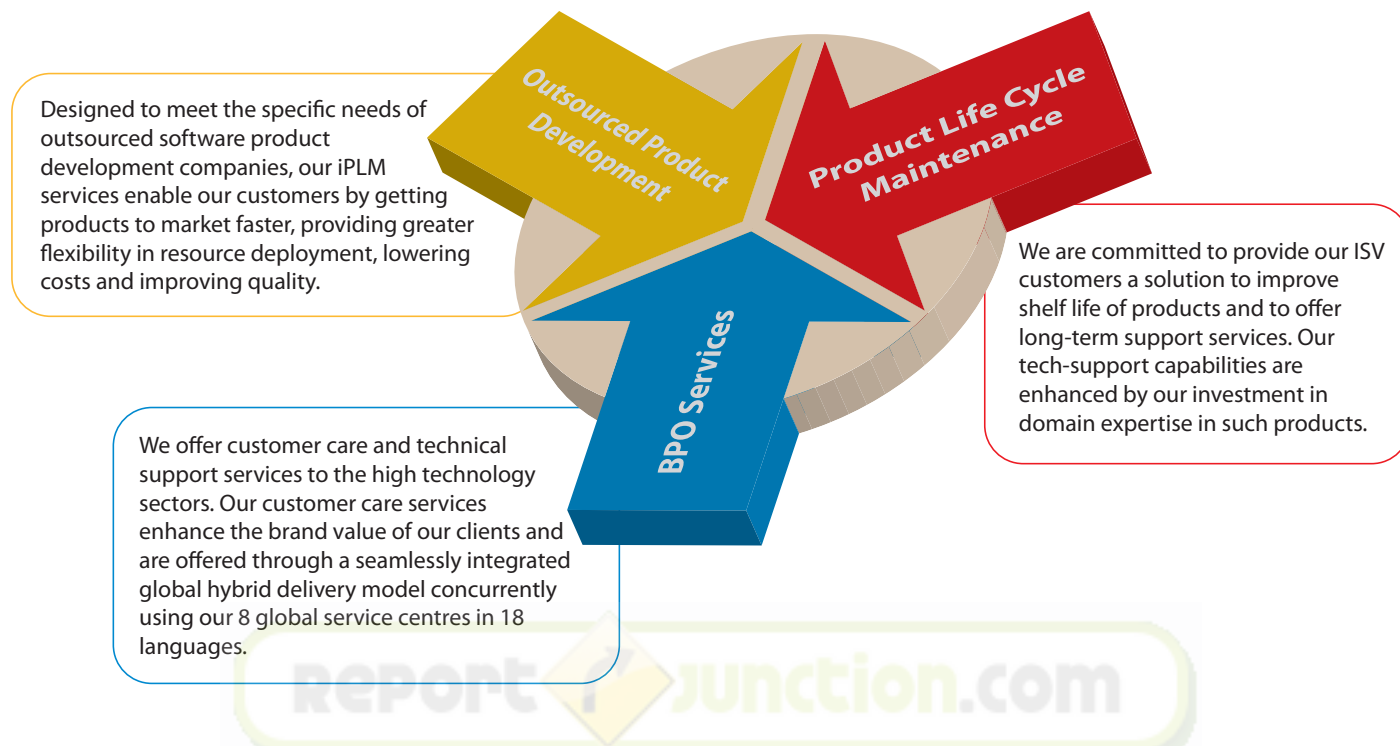 Outsourced Product
Development
Product Life Cycle
Maintenance
BPO Services
Designed to meet the specific needs of
outsourced software product
development companies, our iPLM
services enable our customers by getting
products to market faster, providing greater
flexibility in resource deployment, lowering
costs and improving quality.
We are committed to provide our ISV
customers a solution to improve
shelf life of products and to offer
long-term support services. Our
tech-support capabilities are
enhanced by our investment in
domain expertise in such products.
We offer customer care and technical
support services to the high technology
sectors. Our customer care services
enhance the brand value of our clients and
are offered through a seamlessly integrated
global hybrid delivery model concurrently
using our 8 global service centres in 18
languages.
RePORT JUNCTION.COM